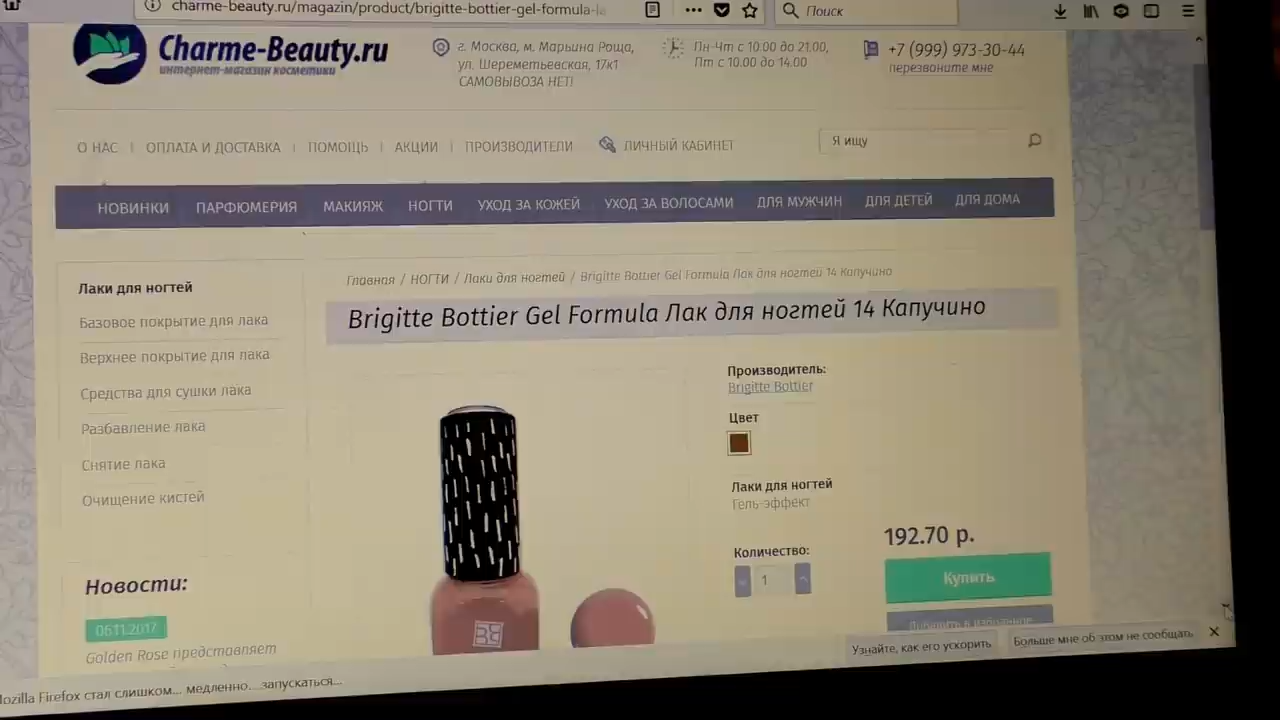 charme-beauty.ru/magazin/product/brigitte-bottier-gel-formula-la
Поиск
Charme-Beauty.ru
интернет-магазин косметики
г. Москва, м. Марьина Роща,
ул. Шереметьевская, 17к1
САМОВЫВОЗА НЕТ!
Пн-Чт с 10.00 до 21.00,
Пт с 10.00 до 14.00
+7 (999) 973-30-44
перезвоните мне
О НАС
ОПЛАТА И ДОСТАВКА
ПОМОЩЬ
АКЦИИ
ПРОИЗВОДИТЕЛИ
ЛИЧНЫЙ КАБИНЕТ
Я ищу
НОВИНКИ
ПАРФЮМЕРИЯ
МАКИЯЖ
НОГТИ
УХОД ЗА КОЖЕЙ
УХОД ЗА ВОЛОСАМИ
ДЛЯ МУЖЧИН
ДЛЯ ДЕТЕЙ
ДЛЯ ДОМА
Лаки для ногтей
Базовое покрытие для лака
Верхнее покрытие для лака
Средства для сушки лака
Разбавление лака
Снятие лака
Очищение кистей
Новости:
06.11.2017
Golden Rose представляет
Главная / НОГТИ / Лаки для ногтей / Brigitte Bottier Gel Formula Лак для ногтей 14 Капучино
Brigitte Bottier Gel Formula Лак для ногтей 14 Капучино
Производитель:
Brigitte Bottier
Цвет
Лаки для ногтей
Гель-эффект
Количество:
1
192.70 р.
Купить
Добавить в избранное
Mozilla Firefox стал слишком... медленно... запускаться...
Узнайте, как его ускорить
Больше мне об этом не сообщать